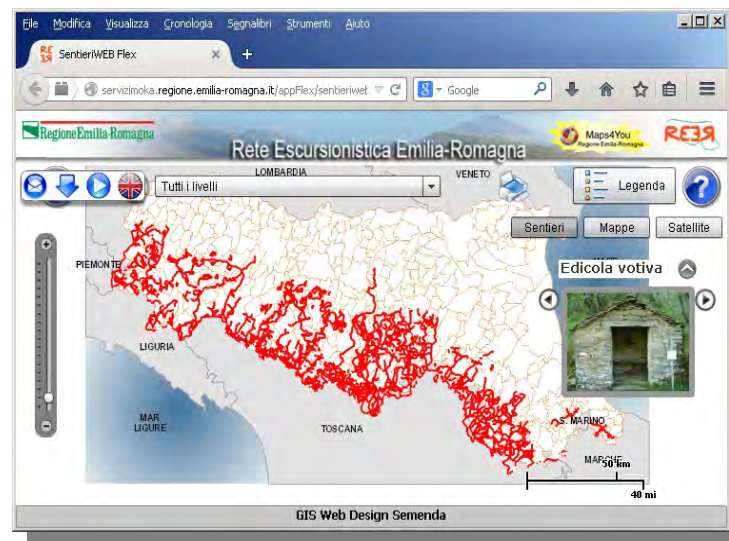 File Modifica Visualizza Cronologia Segnalibri Strumenti Aiuto
SentieriWEB Flex
servizimoka.regione.emilia-romagna.it/appFlex/sentieriwel
Google
RegioneEmilia-Romagna
Rete Escursionistica Emilia-Romagna
Maps4You
Regione Emilia-Romagna
Tutti i livelli
LOMBARDIA
VENETO
Legenda
Sentieri Mappe Satellite
PIEMONTE
Edicola votiva
LIGURIA
MAR
LIGURE
TOSCANA
S. MARINO
MARCHE
50 km
40 mi
GIS Web Design Semenda